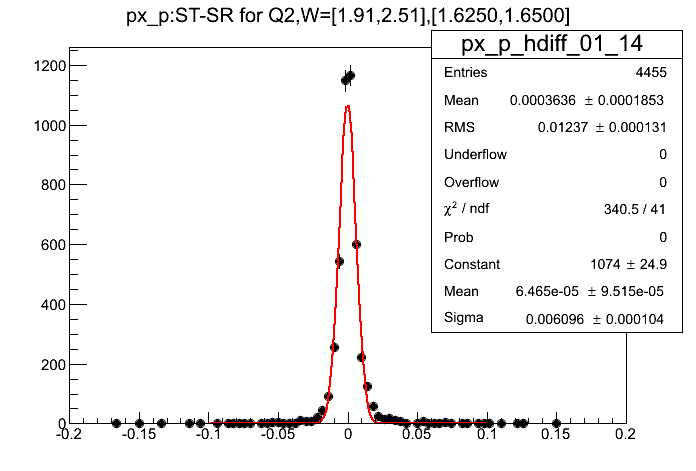 px_p:ST-SR for Q2,W=[1.91,2.51],[1.6250,1.6500]
px_p_hdiff_01_14
Entries 4455
Mean 0.0003636 ± 0.0001853
RMS 0.01237 ± 0.000131
Underflow 0
Overflow 0
χ² / ndf 340.5 / 41
Prob 0
Constant 1074 ± 24.9
Mean 6.465e-05 ± 9.515e-05
Sigma 0.006096 ± 0.000104
1200
1000
800
600
400
200
0
-0.2 -0.15 -0.1 -0.05 0 0.05 0.1 0.15 0.2